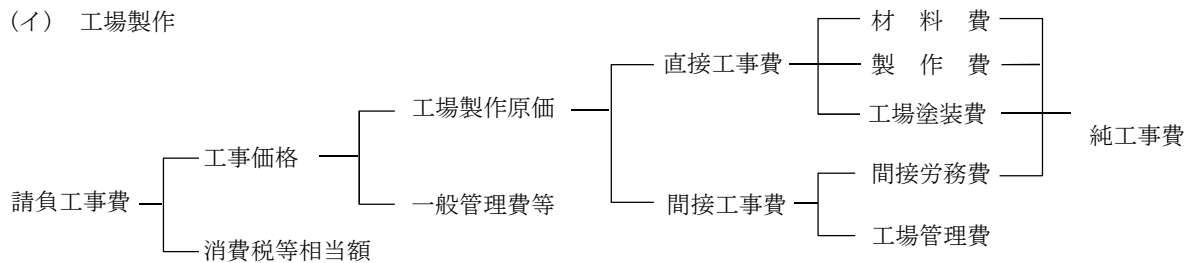 (イ) 工場製作
材 料 費
直接工事費
製 作 費
工場製作原価
工場塗装費
純工事費
工事価格
間接労務費
請負工事費
一般管理費等
間接工事費
工場管理費
消費税等相当額